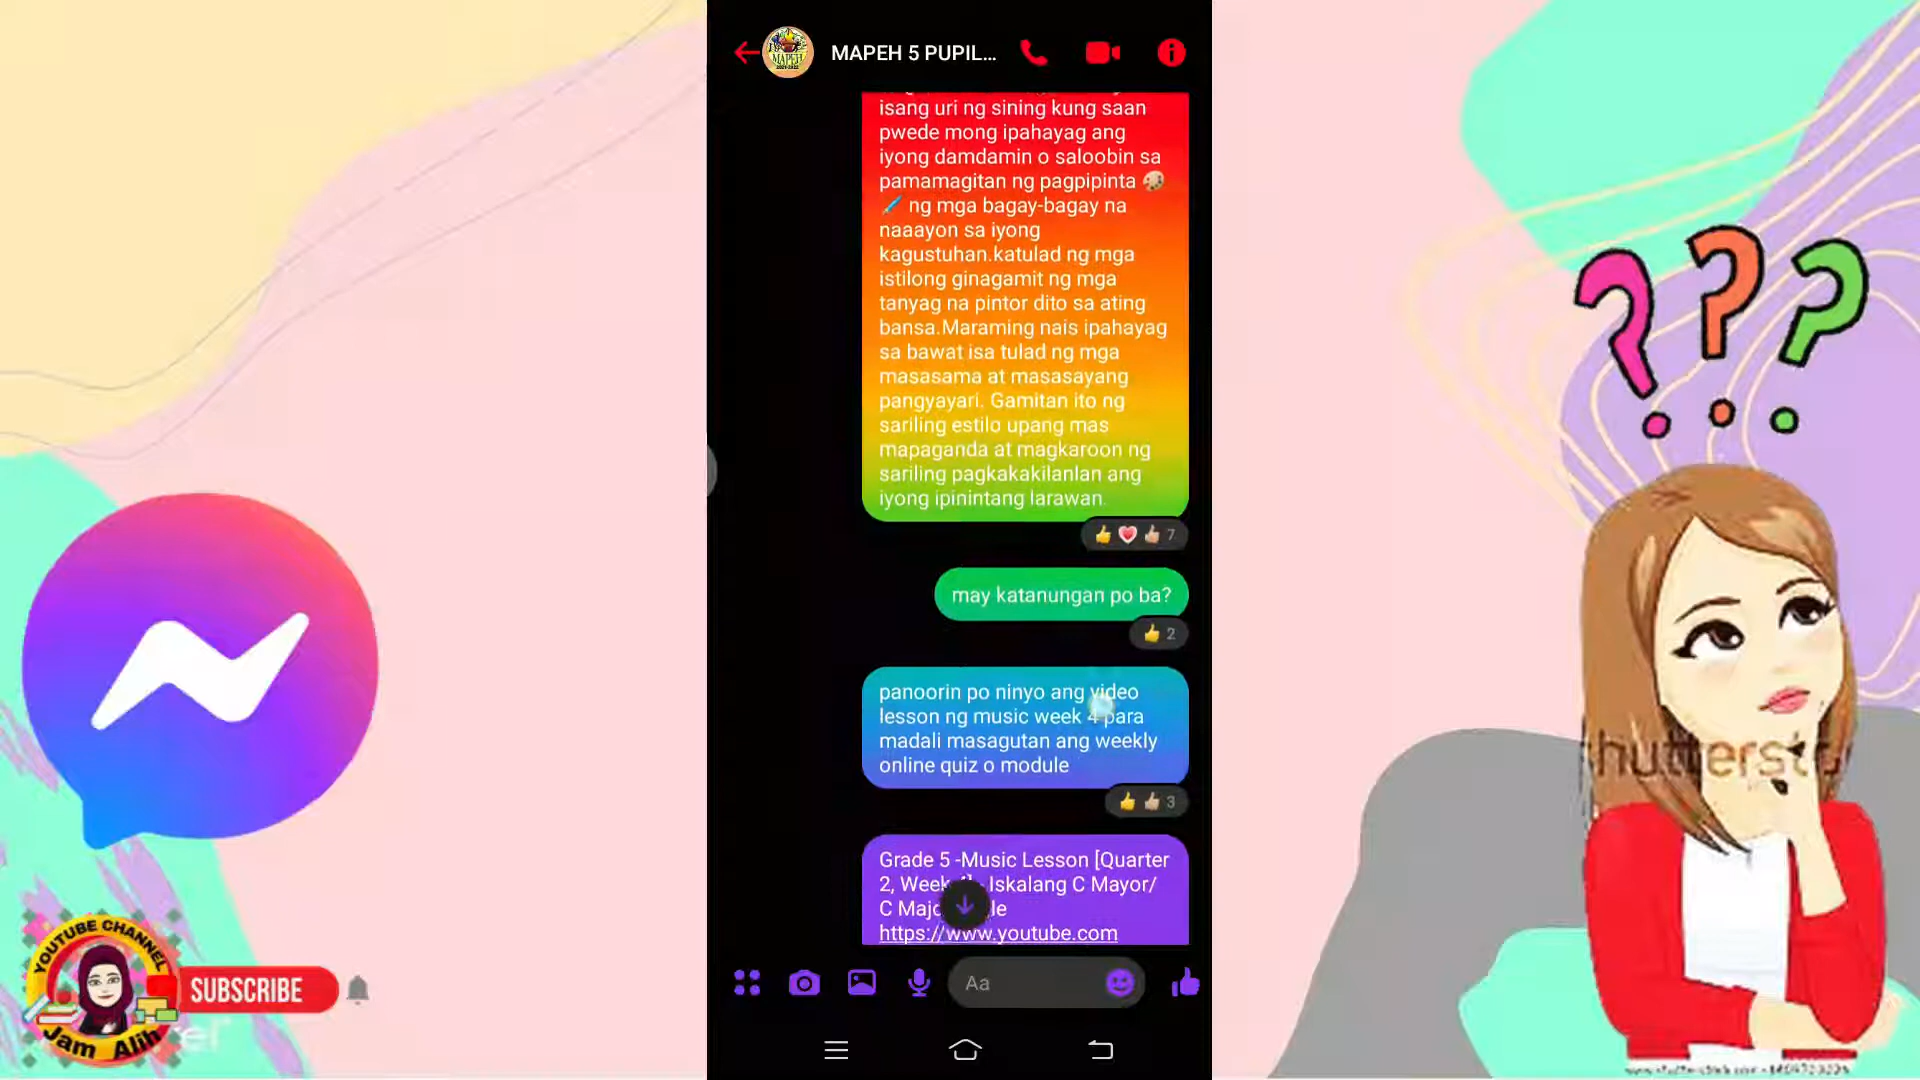 MAPEH 5 PUPIL...
MAPEH
2021-2022
isang uri ng sining kung saan
pwede mong ipahayag ang
iyong damdamin o saloobin sa
pamamagitan ng pagpipinta 🎨
🖌️ ng mga bagay-bagay na
naaayon sa iyong
kagustuhan.katulad ng mga
istilong ginagamit ng mga
tanyag na pintor dito sa ating
bansa.Maraming nais ipahayag
sa bawat isa tulad ng mga
masasama at masasayang
pangyayari. Gamitan ito ng
sariling estilo upang mas
mapaganda at magkaroon ng
sariling pagkakakilanlan ang
iyong ipinintang larawan.
👍 💗 👍🏼 7
may katanungan po ba?
👍 2
panoorin po ninyo ang video
lesson ng music week 4 para
madali masagutan ang weekly
online quiz o module
👍 👍🏼 3
Grade 5 -Music Lesson [Quarter
2, Week Iskalang C Mayor/
C Majo le
https://www.youtube.com
Aa
YOUTUBE CHANNEL
Jam Alih
SUBSCRIBE
shutterst